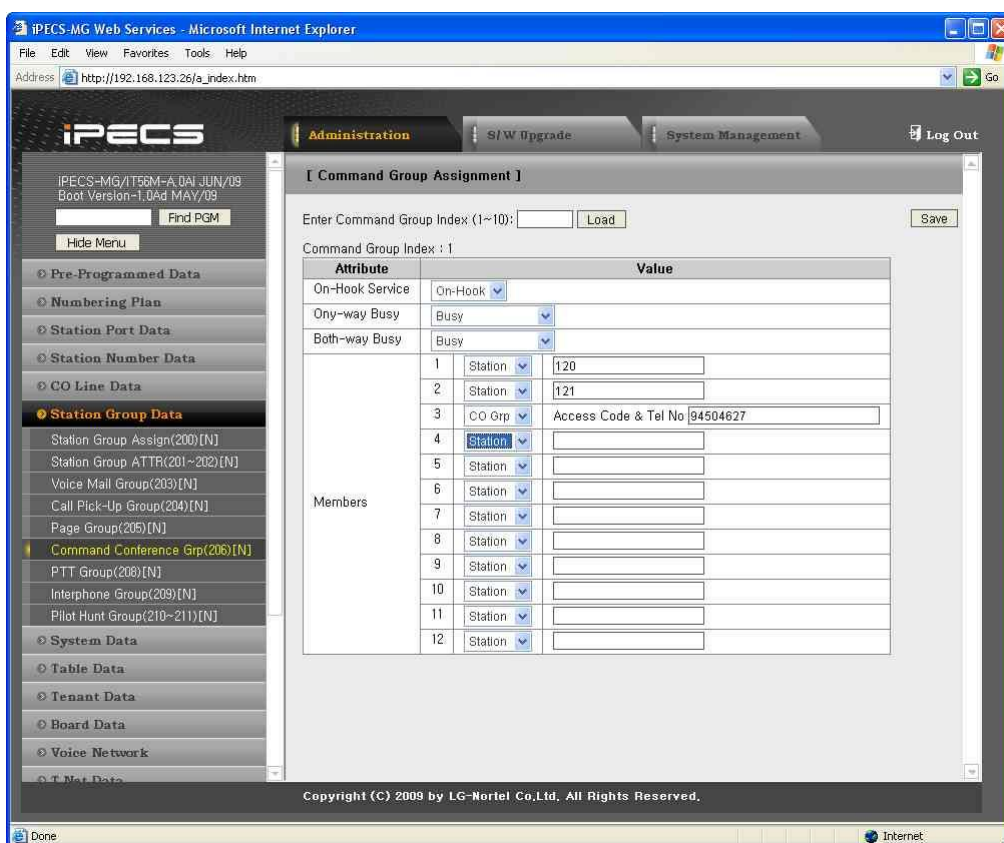 iPECS-MG Web Services - Microsoft Internet Explorer
File Edit View Favorites Tools Help
Address http://192.168.123.26/a_index.htm Go
iPECS
Administration S/W Upgrade System Management Log Out
iPECS-MG/IT56M-A.0Al JUN/09
Boot Version-1.0Ad MAY/09
Find PGM
Hide Menu
Pre-Programmed Data
Numbering Plan
Station Port Data
Station Number Data
CO Line Data
Station Group Data
Station Group Assign(200)[N]
Station Group ATTR(201~202)[N]
Voice Mail Group(203)[N]
Call Pick-Up Group(204)[N]
Page Group(205)[N]
Command Conference Grp(206)[N]
PTT Group(208)[N]
Interphone Group(209)[N]
Pilot Hunt Group(210~211)[N]
System Data
Table Data
Tenant Data
Board Data
Voice Network
T Net Data
[ Command Group Assignment ]
Enter Command Group Index (1~10): Load Save
Command Group Index : 1
Attribute Value
On-Hook Service On-Hook
Ony-way Busy Busy
Both-way Busy Busy
Members
1 Station 120
2 Station 121
3 CO Grp Access Code & Tel No 94504627
4 Station
5 Station
6 Station
7 Station
8 Station
9 Station
10 Station
11 Station
12 Station
Copyright (C) 2009 by LG-Nortel Co,Ltd, All Rights Reserved,
Done Internet